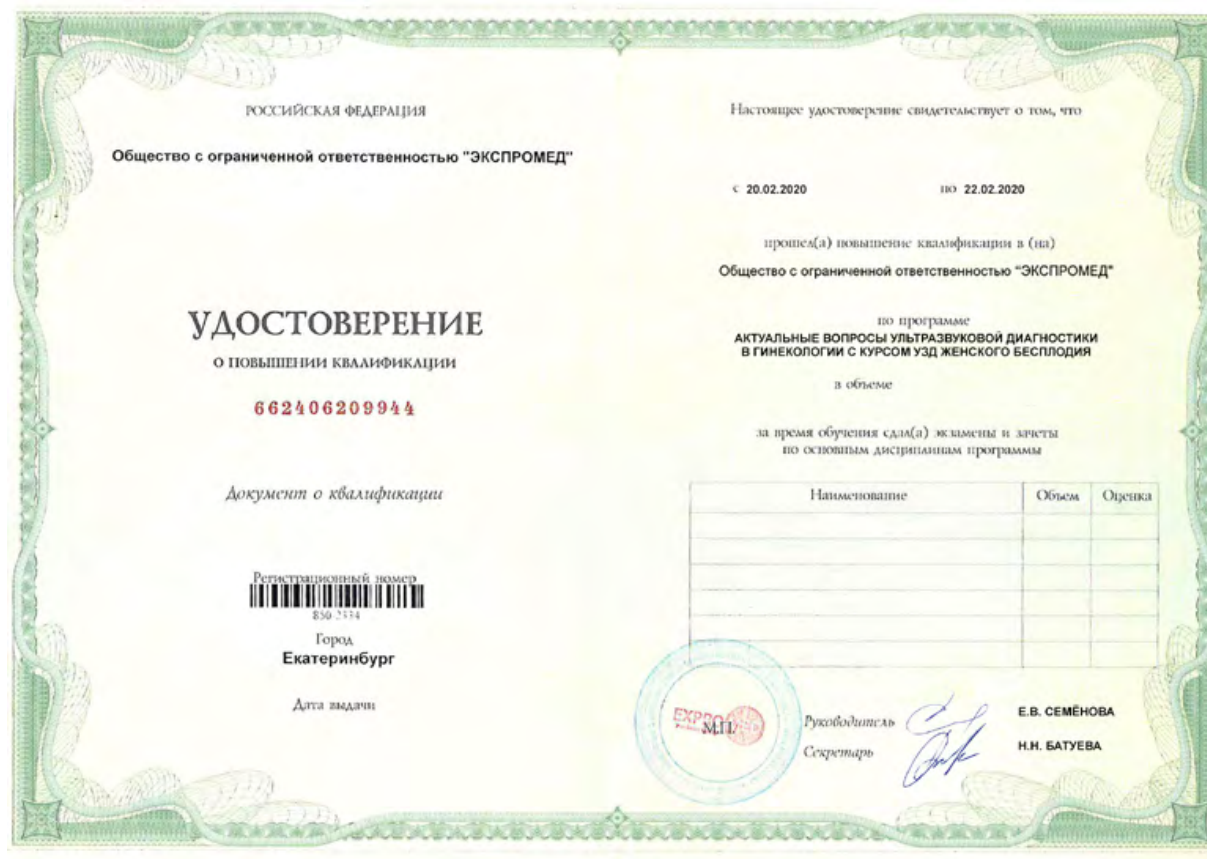 РОССИЙСКАЯ ФЕДЕРАЦИЯ
Общество с ограниченной ответственностью "ЭКСПРОМЕД"
УДОСТОВЕРЕНИЕ
О ПОВЫШЕНИИ КВАЛИФИКАЦИИ
662406209944
Документ о квалификации
Регистрационный номер
850-2334
Город
Екатеринбург
Дата выдачи
Настоящее удостоверение свидетельствует о том, что
с 20.02.2020 по 22.02.2020
прошел(а) повышение квалификации в (на)
Общество с ограниченной ответственностью "ЭКСПРОМЕД"
по программе
АКТУАЛЬНЫЕ ВОПРОСЫ УЛЬТРАЗВУКОВОЙ ДИАГНОСТИКИ
В ГИНЕКОЛОГИИ С КУРСОМ УЗД ЖЕНСКОГО БЕСПЛОДИЯ
в объеме
за время обучения сдал(а) экзамены и зачеты
по основным дисциплинам программы
Наименование Объем Оценка
М.П.
Руководитель Е.В. СЕМЁНОВА
Секретарь Н.Н. БАТУЕВА